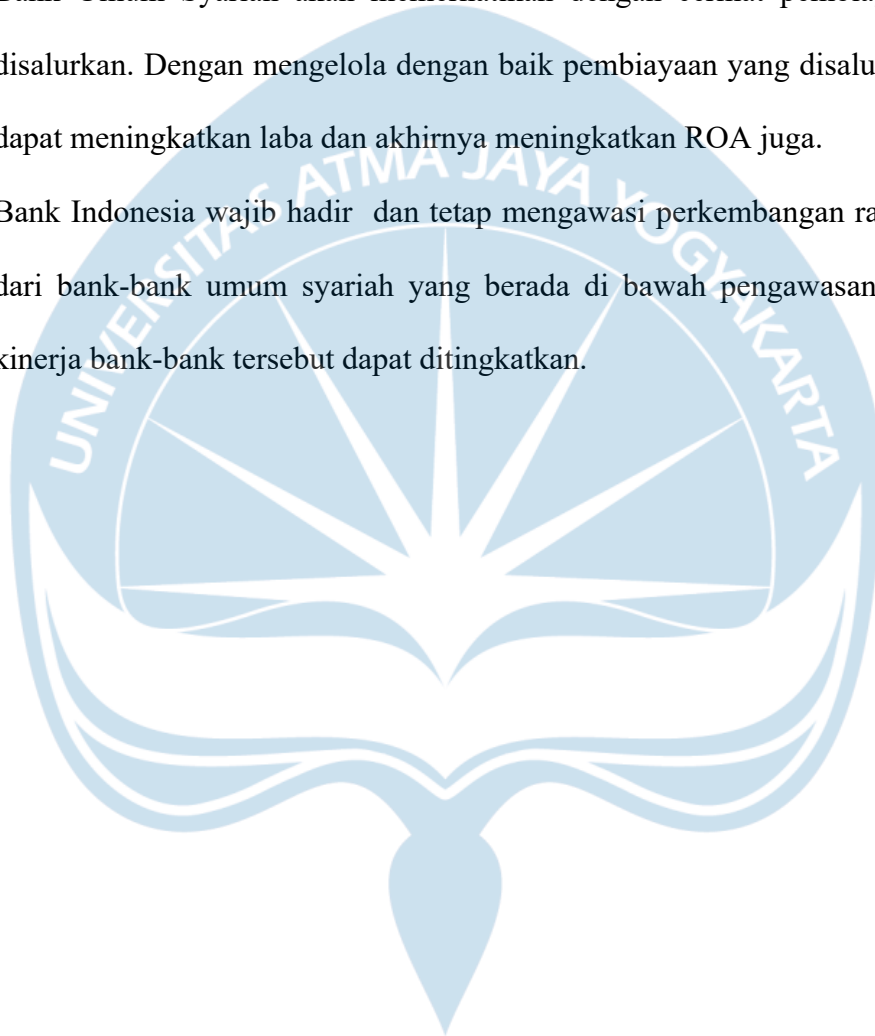 disalurkan. Dengan mengelola dengan baik pembiayaan yang disalu
dapat meningkatkan laba dan akhirnya meningkatkan ROA juga.
Bank Indonesia wajib hadir dan tetap mengawasi perkembangan ra
dari bank-bank umum syariah yang berada di bawah pengawasan
kinerja bank-bank tersebut dapat ditingkatkan.
UNIVERSITAS ATMA JAYA YOGYAKARTA